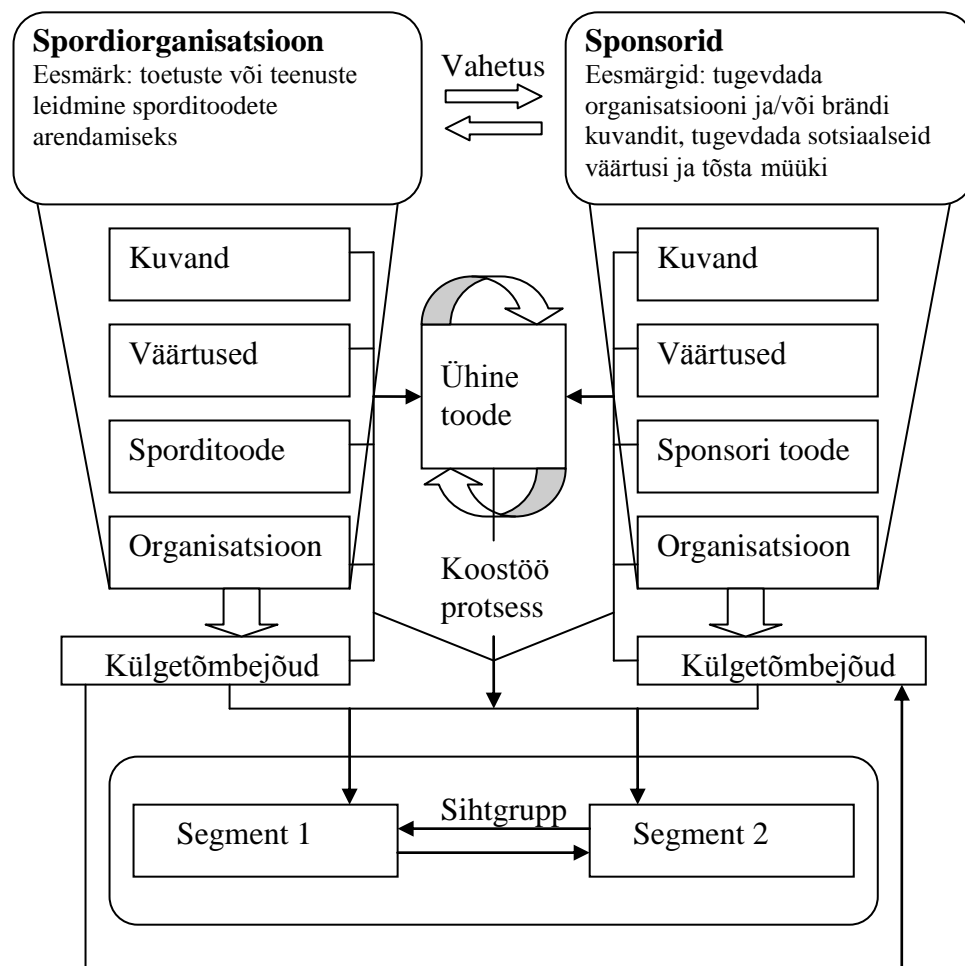 Spordiorganisatsioon
Eesmärk: toetuste või teenuste
leidmine sporditoodete
arendamiseks
Vahetus
Sponsorid
Eesmärgid: tugevdada
organisatsiooni ja/või brändi
kuvandit, tugevdada sotsiaalseid
väärtusi ja tõsta müüki
Kuvand
Väärtused
Sporditoode
Organisatsioon
Külgetõmbejõud
Ühine
toode
Koostöö
protsess
Kuvand
Väärtused
Sponsori toode
Organisatsioon
Külgetõmbejõud
Sihtgrupp
Segment 1
Segment 2